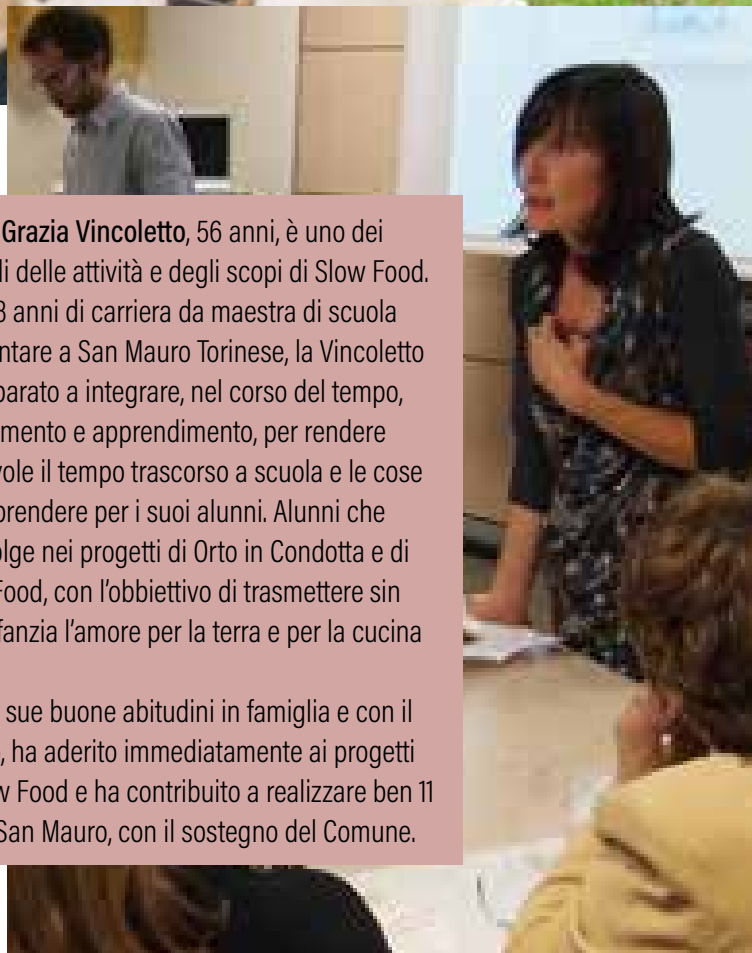 Grazia Vincoletto, 56 anni, è uno dei
li delle attività e degli scopi di Slow Food.
3 anni di carriera da maestra di scuola
ntare a San Mauro Torinese, la Vincoletto
parato a integrare, nel corso del tempo,
mento e apprendimento, per rendere
vole il tempo trascorso a scuola e le cose
prendere per i suoi alunni. Alunni che
olge nei progetti di Orto in Condotta e di
Food, con l’obbiettivo di trasmettere sin
fanzia l’amore per la terra e per la cucina
sue buone abitudini in famiglia e con il
, ha aderito immediatamente ai progetti
w Food e ha contribuito a realizzare ben 11
San Mauro, con il sostegno del Comune.